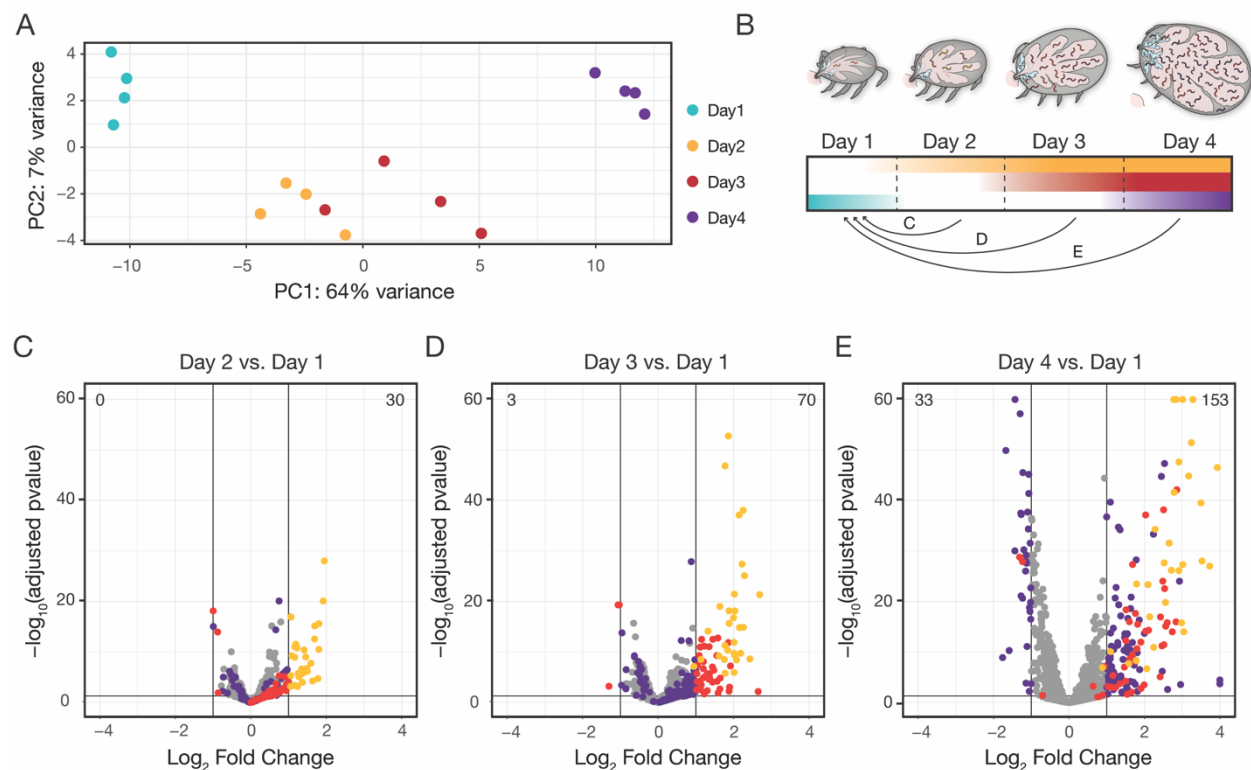 A
PC2: 7% variance
4
2
0
−2
−4
−10
−5
0
5
10
PC1: 64% variance
Day1
Day2
Day3
Day4
B
Day 1
Day 2
Day 3
Day 4
C
D
E
C
Day 2 vs. Day 1
−log10(adjusted pvalue)
60
40
20
0
0
30
−4
−2
0
2
4
Log2 Fold Change
D
Day 3 vs. Day 1
−log10(adjusted pvalue)
60
40
20
0
3
70
−4
−2
0
2
4
Log2 Fold Change
E
Day 4 vs. Day 1
−log10(adjusted pvalue)
60
40
20
0
33
153
−4
−2
0
2
4
Log2 Fold Change